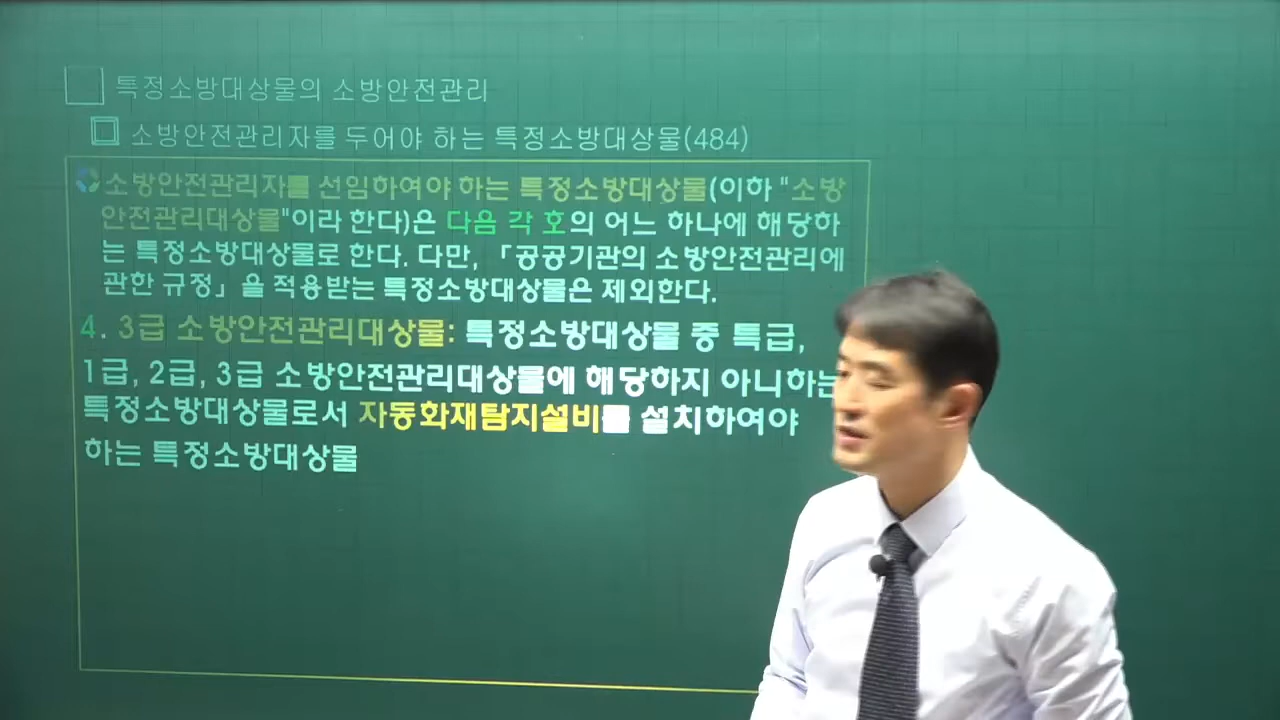 특정소방대상물의 소방안전관리
소방안전관리자를 두어야 하는 특정소방대상물(484)
소방안전관리자를 선임하여야 하는 특정소방대상물(이하 "소방
안전관리대상물"이라 한다)은 다음 각 호의 어느 하나에 해당하
는 특정소방대상물로 한다. 다만, 「공공기관의 소방안전관리에
관한 규정」을 적용받는 특정소방대상물은 제외한다.
4. 3급 소방안전관리대상물: 특정소방대상물 중 특급,
1급, 2급, 3급 소방안전관리대상물에 해당하지 아니하는
특정소방대상물로서 자동화재탐지설비를 설치하여야
하는 특정소방대상물